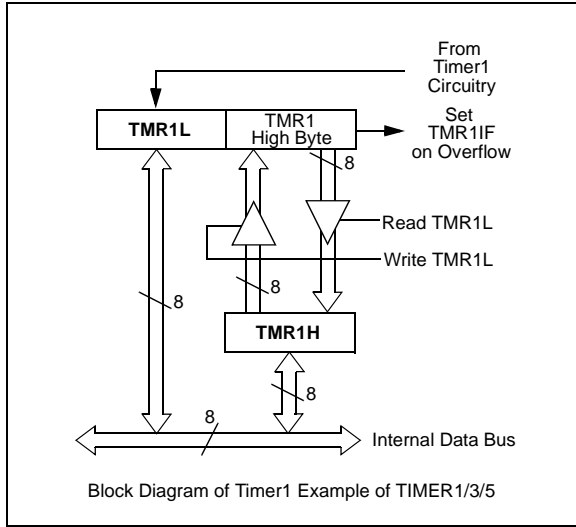 From
Timer1
Circuitry
TMR1L
TMR1
High Byte
Set
TMR1IF
on Overflow
8
Read TMR1L
Write TMR1L
8
8
TMR1H
8
8
Internal Data Bus
Block Diagram of Timer1 Example of TIMER1/3/5